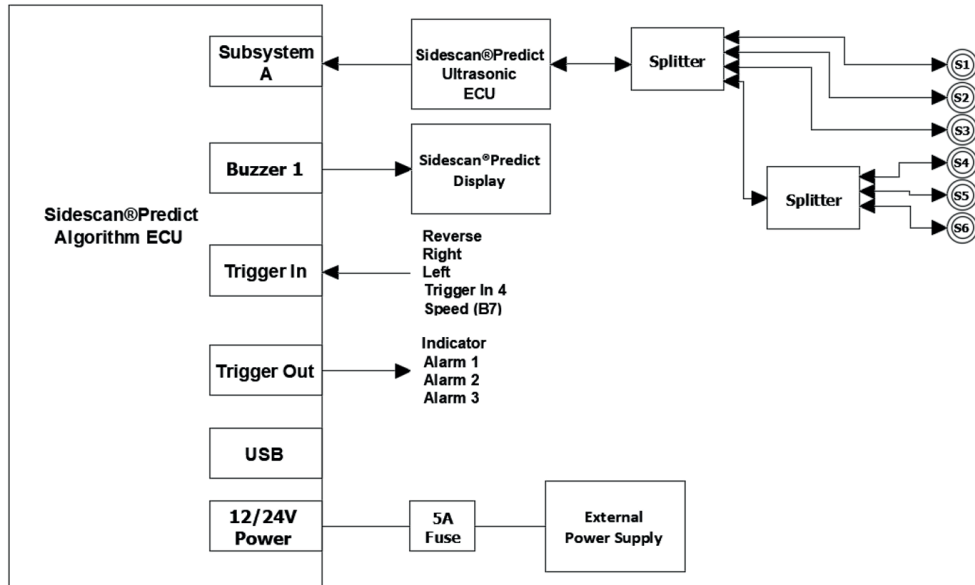 Sidescan®Predict
Algorithm ECU
Subsystem
A
Buzzer 1
Trigger In
Trigger Out
USB
12/24V
Power
Sidescan®Predict
Ultrasonic
ECU
Sidescan®Predict
Display
Reverse
Right
Left
Trigger In 4
Speed (B7)
Indicator
Alarm 1
Alarm 2
Alarm 3
5A
Fuse
External
Power Supply
Splitter
Splitter
S1
S2
S3
S4
S5
S6